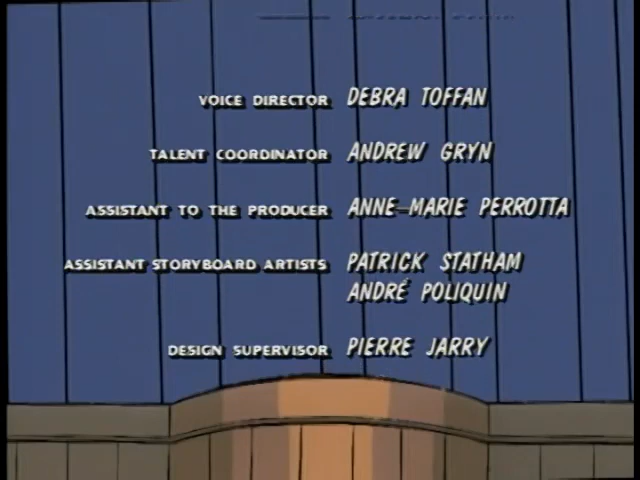 VOICE DIRECTOR DEBRA TOFFAN
TALENT COORDINATOR ANDREW GRYN
ASSISTANT TO THE PRODUCER ANNE-MARIE PERROTTA
ASSISTANT STORYBOARD ARTISTS PATRICK STATHAM
ANDRÉ POLIQUIN
DESIGN SUPERVISOR PIERRE JARRY